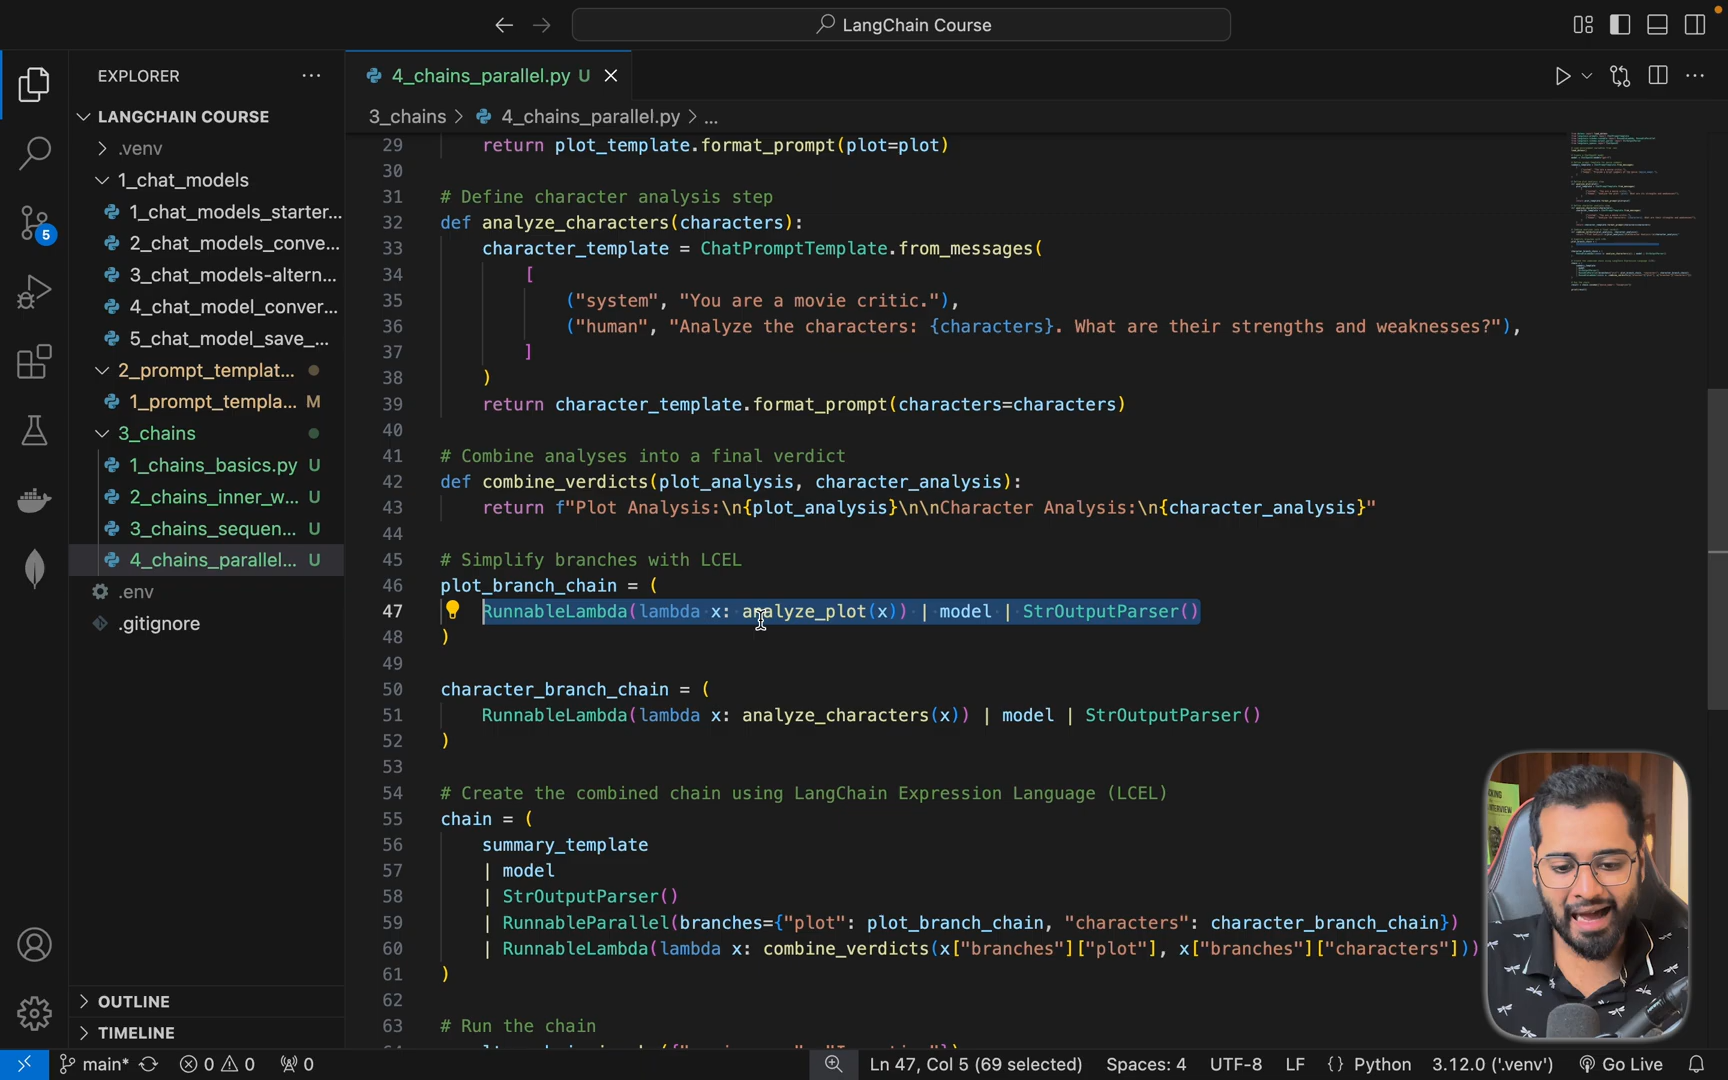 LangChain Course
EXPLORER
LANGCHAIN COURSE
.venv
1_chat_models
1_chat_models_starter...
2_chat_models_conve...
3_chat_models-altern...
4_chat_model_conver...
5_chat_model_save_...
2_prompt_templat...
1_prompt_templa... M
3_chains
1_chains_basics.py U
2_chains_inner_w... U
3_chains_sequen... U
4_chains_parallel... U
.env
.gitignore
OUTLINE
TIMELINE
5
4_chains_parallel.py U
3_chains > 4_chains_parallel.py > ...
29 return plot_template.format_prompt(plot=plot)
30
31 # Define character analysis step
32 def analyze_characters(characters):
33 character_template = ChatPromptTemplate.from_messages(
34 [
35 ("system", "You are a movie critic."),
36 ("human", "Analyze the characters: {characters}. What are their strengths and weaknesses?"),
37 ]
38 )
39 return character_template.format_prompt(characters=characters)
40
41 # Combine analyses into a final verdict
42 def combine_verdicts(plot_analysis, character_analysis):
43 return f"Plot Analysis:\n{plot_analysis}\n\nCharacter Analysis:\n{character_analysis}"
44
45 # Simplify branches with LCEL
46 plot_branch_chain = (
47 RunnableLambda(lambda x: analyze_plot(x)) | model | StrOutputParser()
48 )
49
50 character_branch_chain = (
51 RunnableLambda(lambda x: analyze_characters(x)) | model | StrOutputParser()
52 )
53
54 # Create the combined chain using LangChain Expression Language (LCEL)
55 chain = (
56 summary_template
57 | model
58 | StrOutputParser()
59 | RunnableParallel(branches={"plot": plot_branch_chain, "characters": character_branch_chain})
60 | RunnableLambda(lambda x: combine_verdicts(x["branches"]["plot"], x["branches"]["characters"]))
61 )
62
63 # Run the chain
main* 0 0 0 Ln 47, Col 5 (69 selected) Spaces: 4 UTF-8 LF {} Python 3.12.0 ('.venv') Go Live